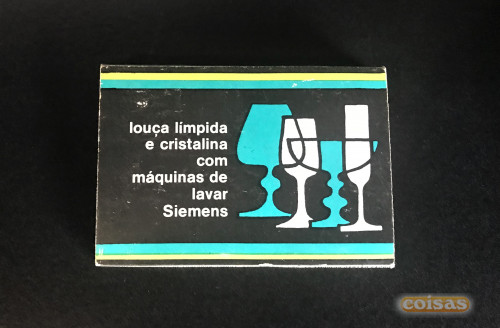 louça límpida
e cristalina
com
máquinas de
lavar
Siemens
coisas